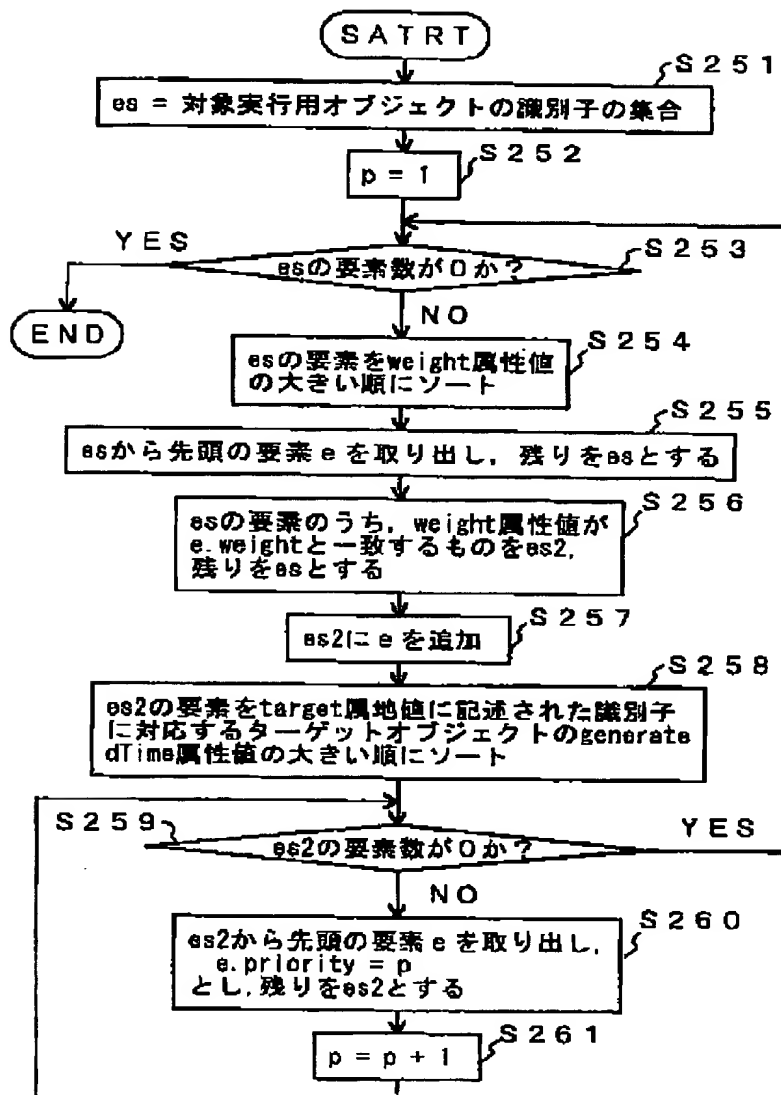 SATRT
S251
es = 対象実行用オブジェクトの識別子の集合
S252
p = 1
YES
S253
esの要素数が0か?
NO
END
S254
esの要素をweight属性値
の大きい順にソート
S255
esから先頭の要素eを取り出し, 残りをesとする
S256
esの要素のうち, weight属性値が
e.weightと一致するものをes2,
残りをesとする
S257
es2にeを追加
S258
es2の要素をtarget属地値に記述された識別子
に対応するターゲットオブジェクトのgenerate
dTime属性値の大きい順にソート
S259
es2の要素数が0か?
YES
NO
S260
es2から先頭の要素eを取り出し,
e.priority = p
とし,残りをes2とする
S261
p = p + 1